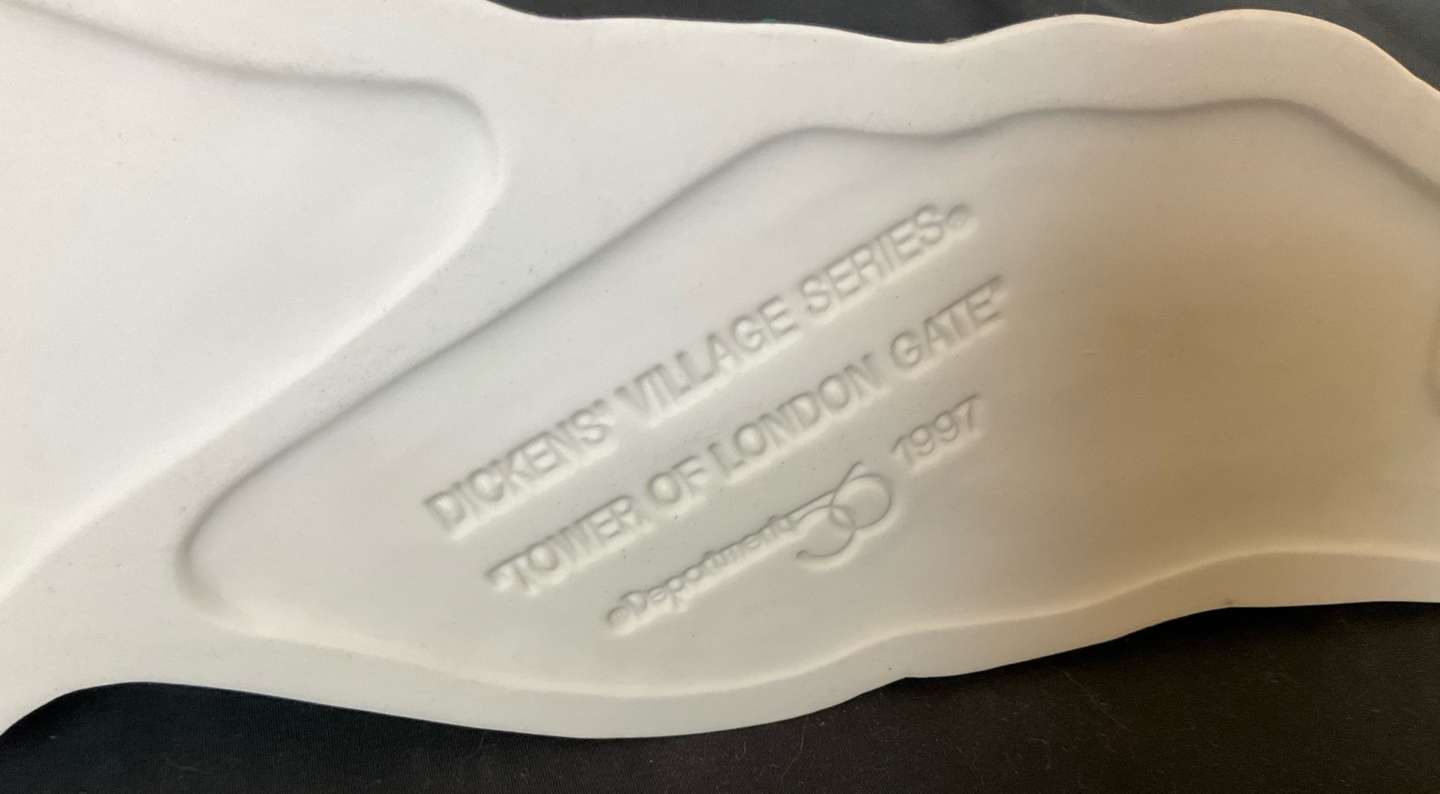 DICKENS' VILLAGE SERIES®
"TOWER OF LONDON GATE"
©Department 56 1997